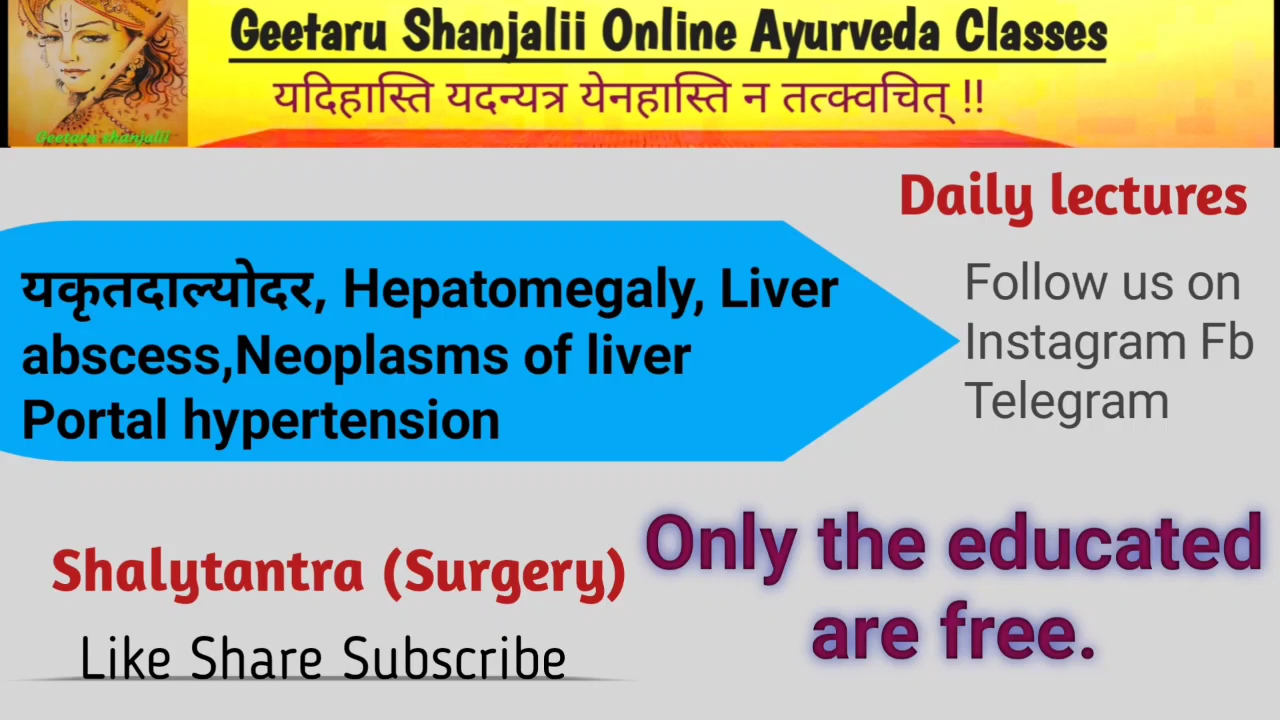 Geetaru Shanjalii Online Ayurveda Classes
यदिहास्ति यदन्यत्र येनहास्ति न तत्क्वचित् !!
Geetaru shanjalii
Daily lectures
यकृतदाल्योदर, Hepatomegaly, Liver
abscess,Neoplasms of liver
Portal hypertension
Follow us on
Instagram Fb
Telegram
Shalytantra (Surgery)
Like Share Subscribe
Only the educated
are free.